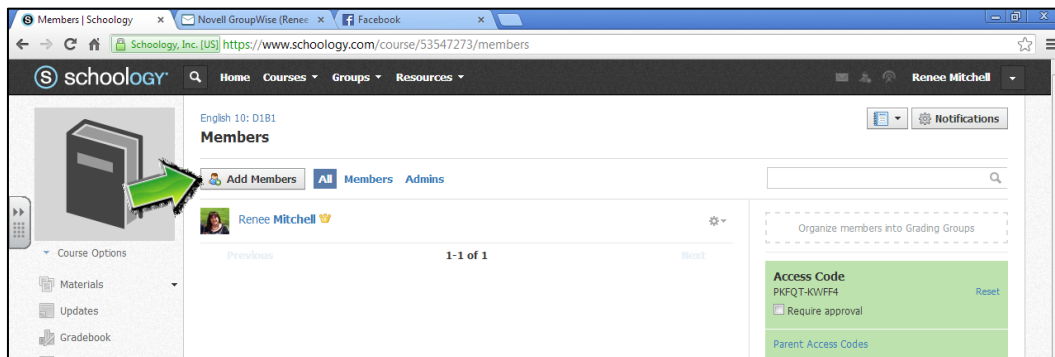 Members | Schoology
Novell GroupWise (Renee
Facebook
Schoology, Inc. [US] https://www.schoology.com/course/53547273/members
S schoology Home Courses Groups Resources Renee Mitchell
English 10: D1B1
Members
Notifications
Add Members All Members Admins
Renee Mitchell
Organize members into Grading Groups
Previous 1-1 of 1 Next
Course Options
Access Code
PKFQT-KWFF4 Reset
Require approval
Materials
Updates
Gradebook
Parent Access Codes